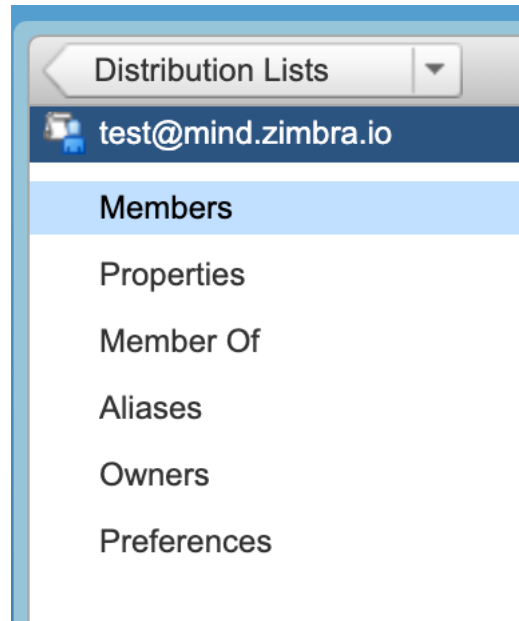 Distribution Lists
test@mind.zimbra.io
Members
Properties
Member Of
Aliases
Owners
Preferences